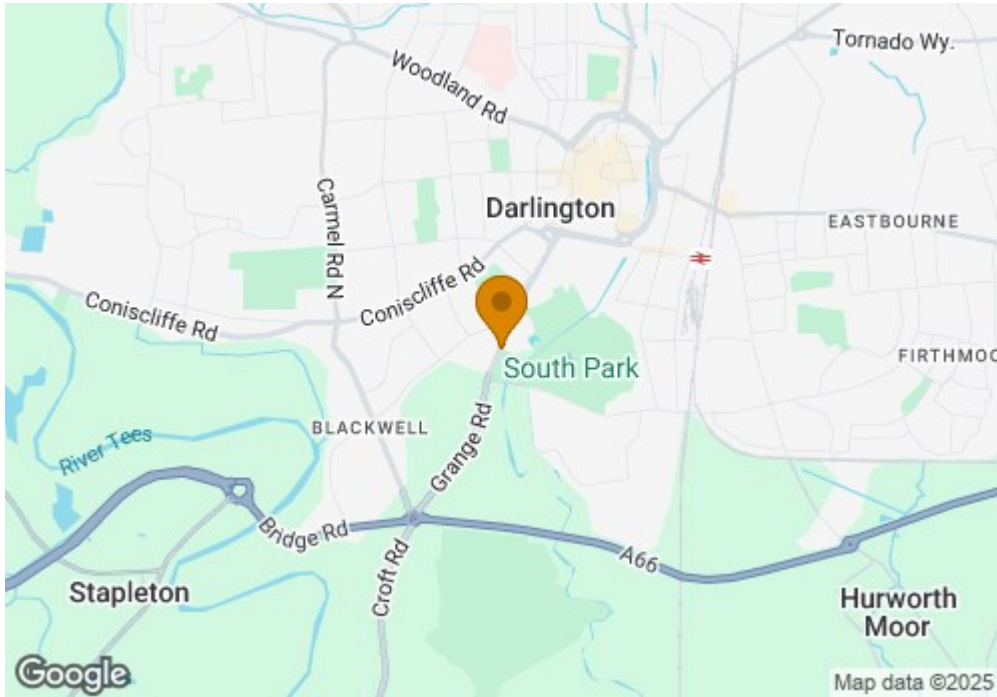 Tornado Wy.
Woodland Rd
Darlington
EASTBOURNE
Carmel Rd N
Coniscliffe Rd
Coniscliffe Rd
FIRTHMOO
South Park
BLACKWELL
River Tees
Grange Rd
Bridge Rd
A66
Croft Rd
Stapleton
Hurworth
Moor
Google
Map data ©2025